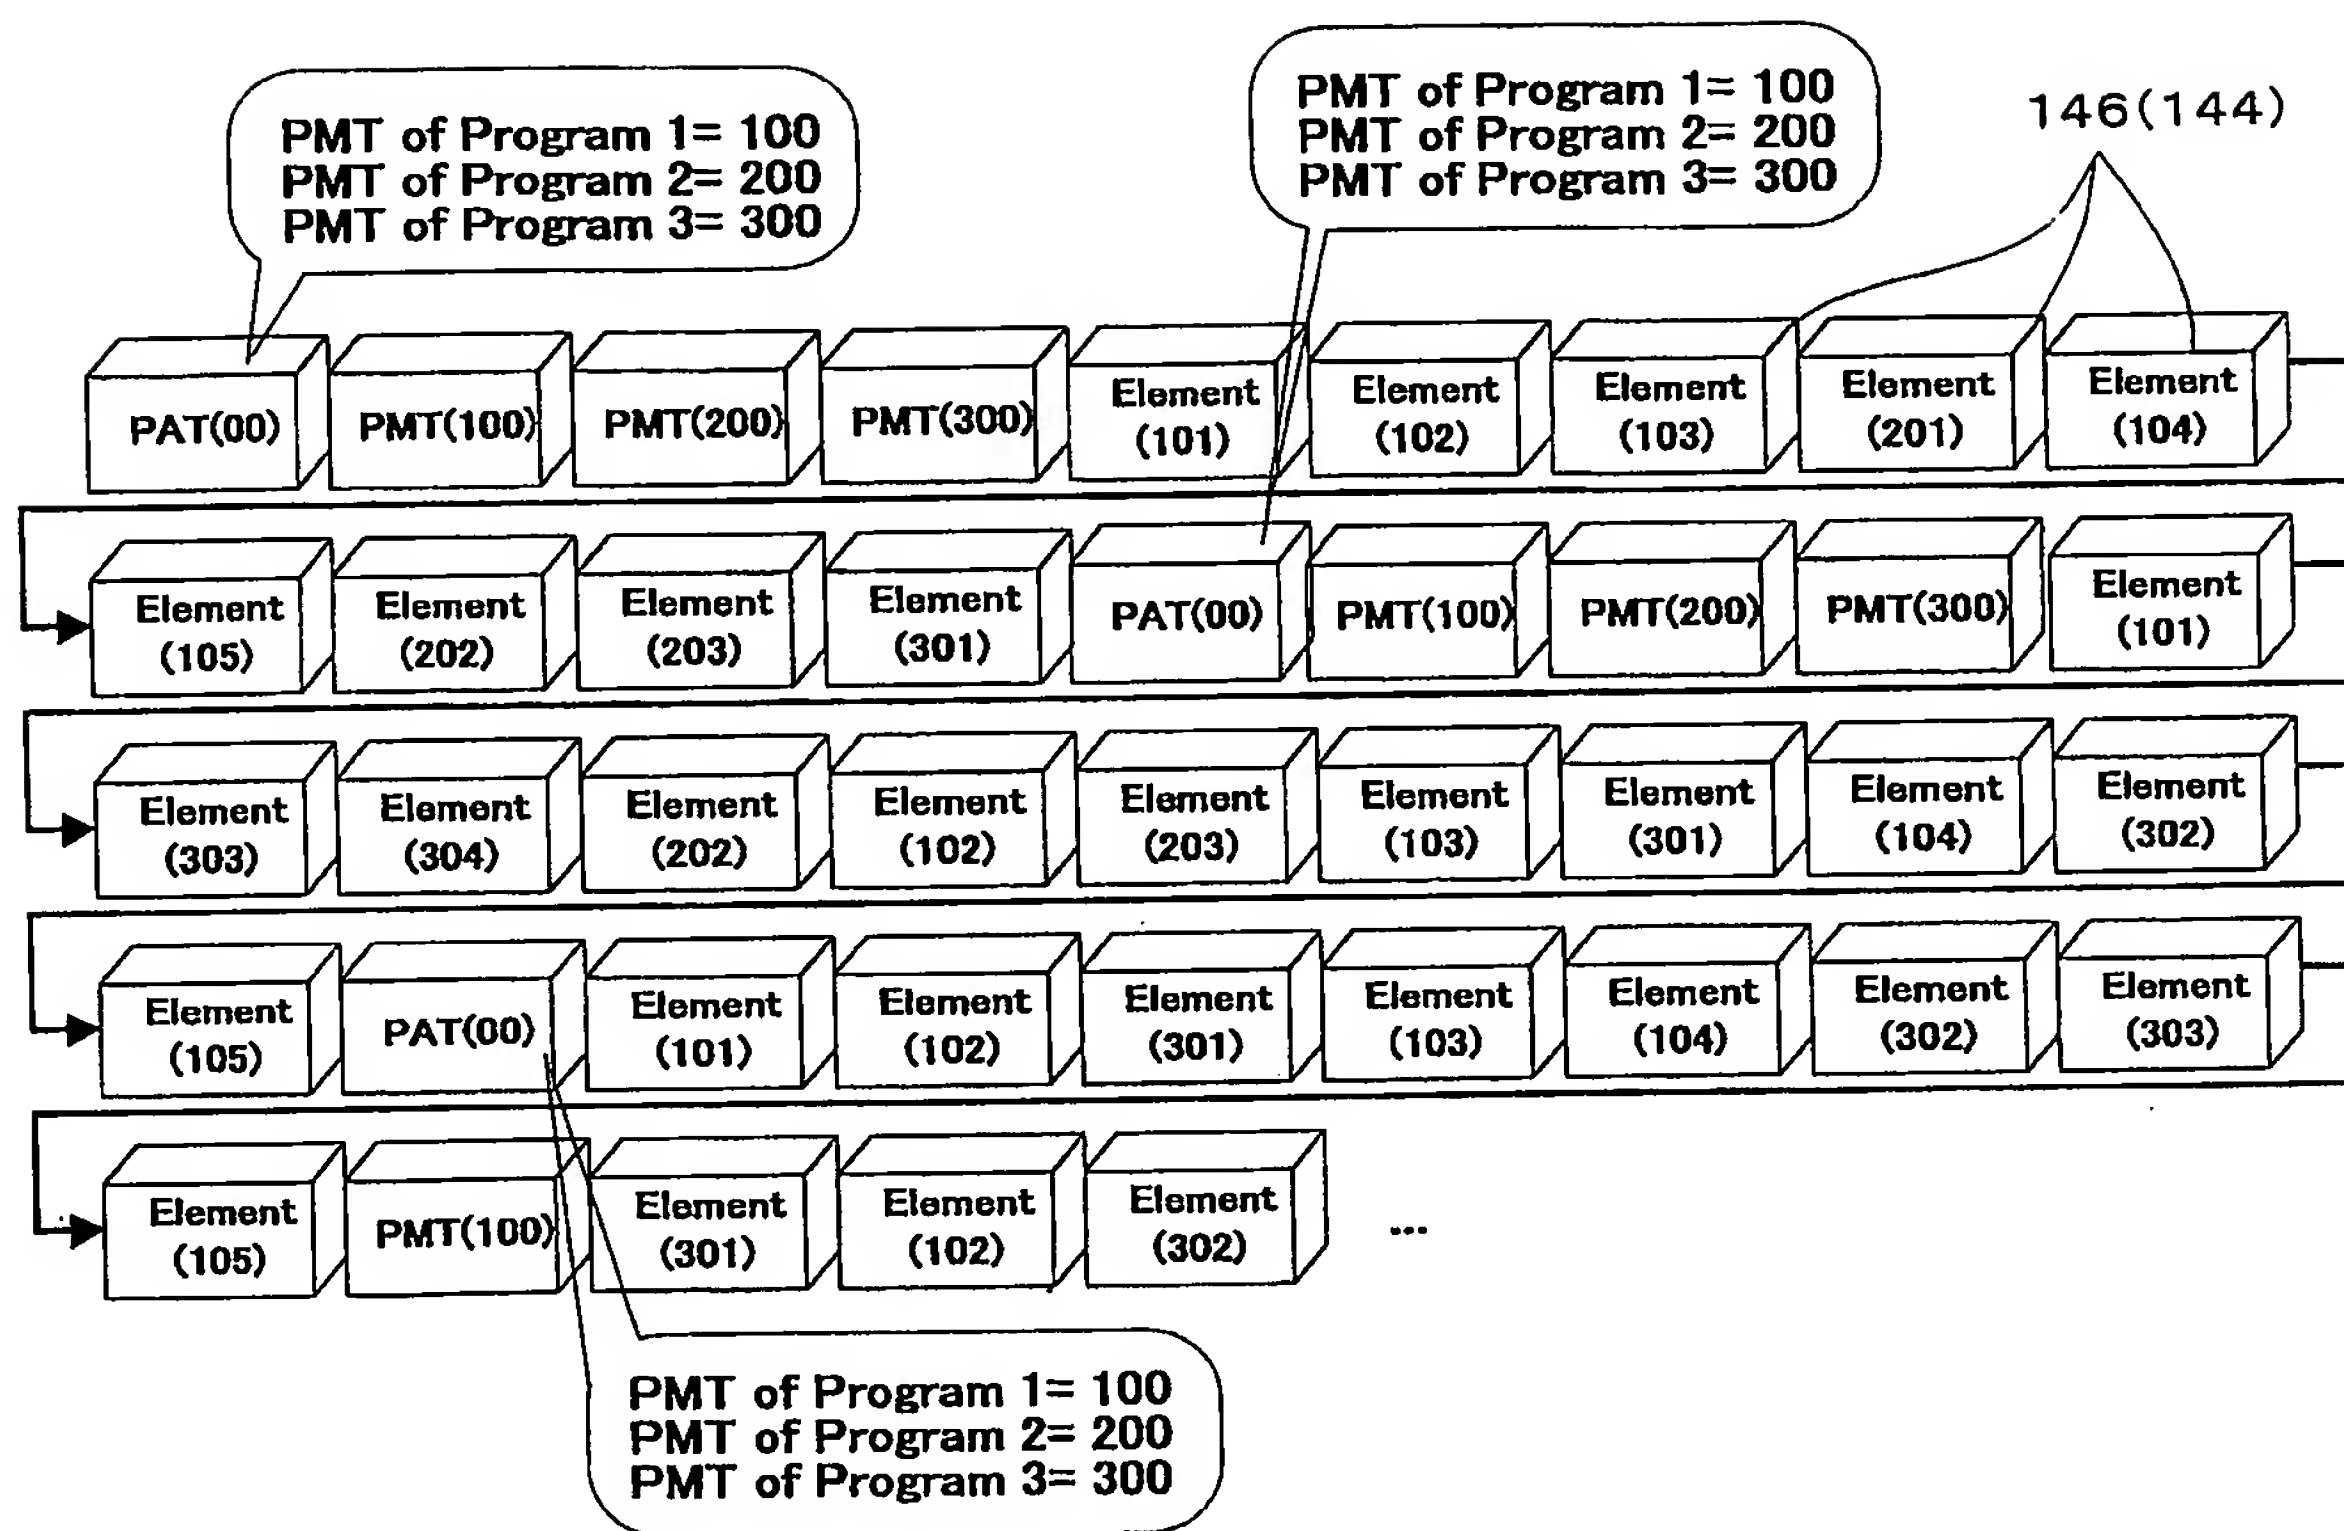 PMT of Program 1= 100
PMT of Program 2= 200
PMT of Program 3= 300
PMT of Program 1= 100
PMT of Program 2= 200
PMT of Program 3= 300
146(144)
PAT(00)
PMT(100)
PMT(200)
PMT(300)
Element
(101)
Element
(102)
Element
(103)
Element
(201)
Element
(104)
Element
(105)
Element
(202)
Element
(203)
Element
(301)
PAT(00)
PMT(100)
PMT(200)
PMT(300)
Element
(101)
Element
(303)
Element
(304)
Element
(202)
Element
(102)
Element
(203)
Element
(103)
Element
(301)
Element
(104)
Element
(302)
Element
(105)
PAT(00)
Element
(101)
Element
(102)
Element
(301)
Element
(103)
Element
(104)
Element
(302)
Element
(303)
Element
(105)
PMT(100)
Element
(301)
Element
(102)
Element
(302)
...
PMT of Program 1= 100
PMT of Program 2= 200
PMT of Program 3= 300